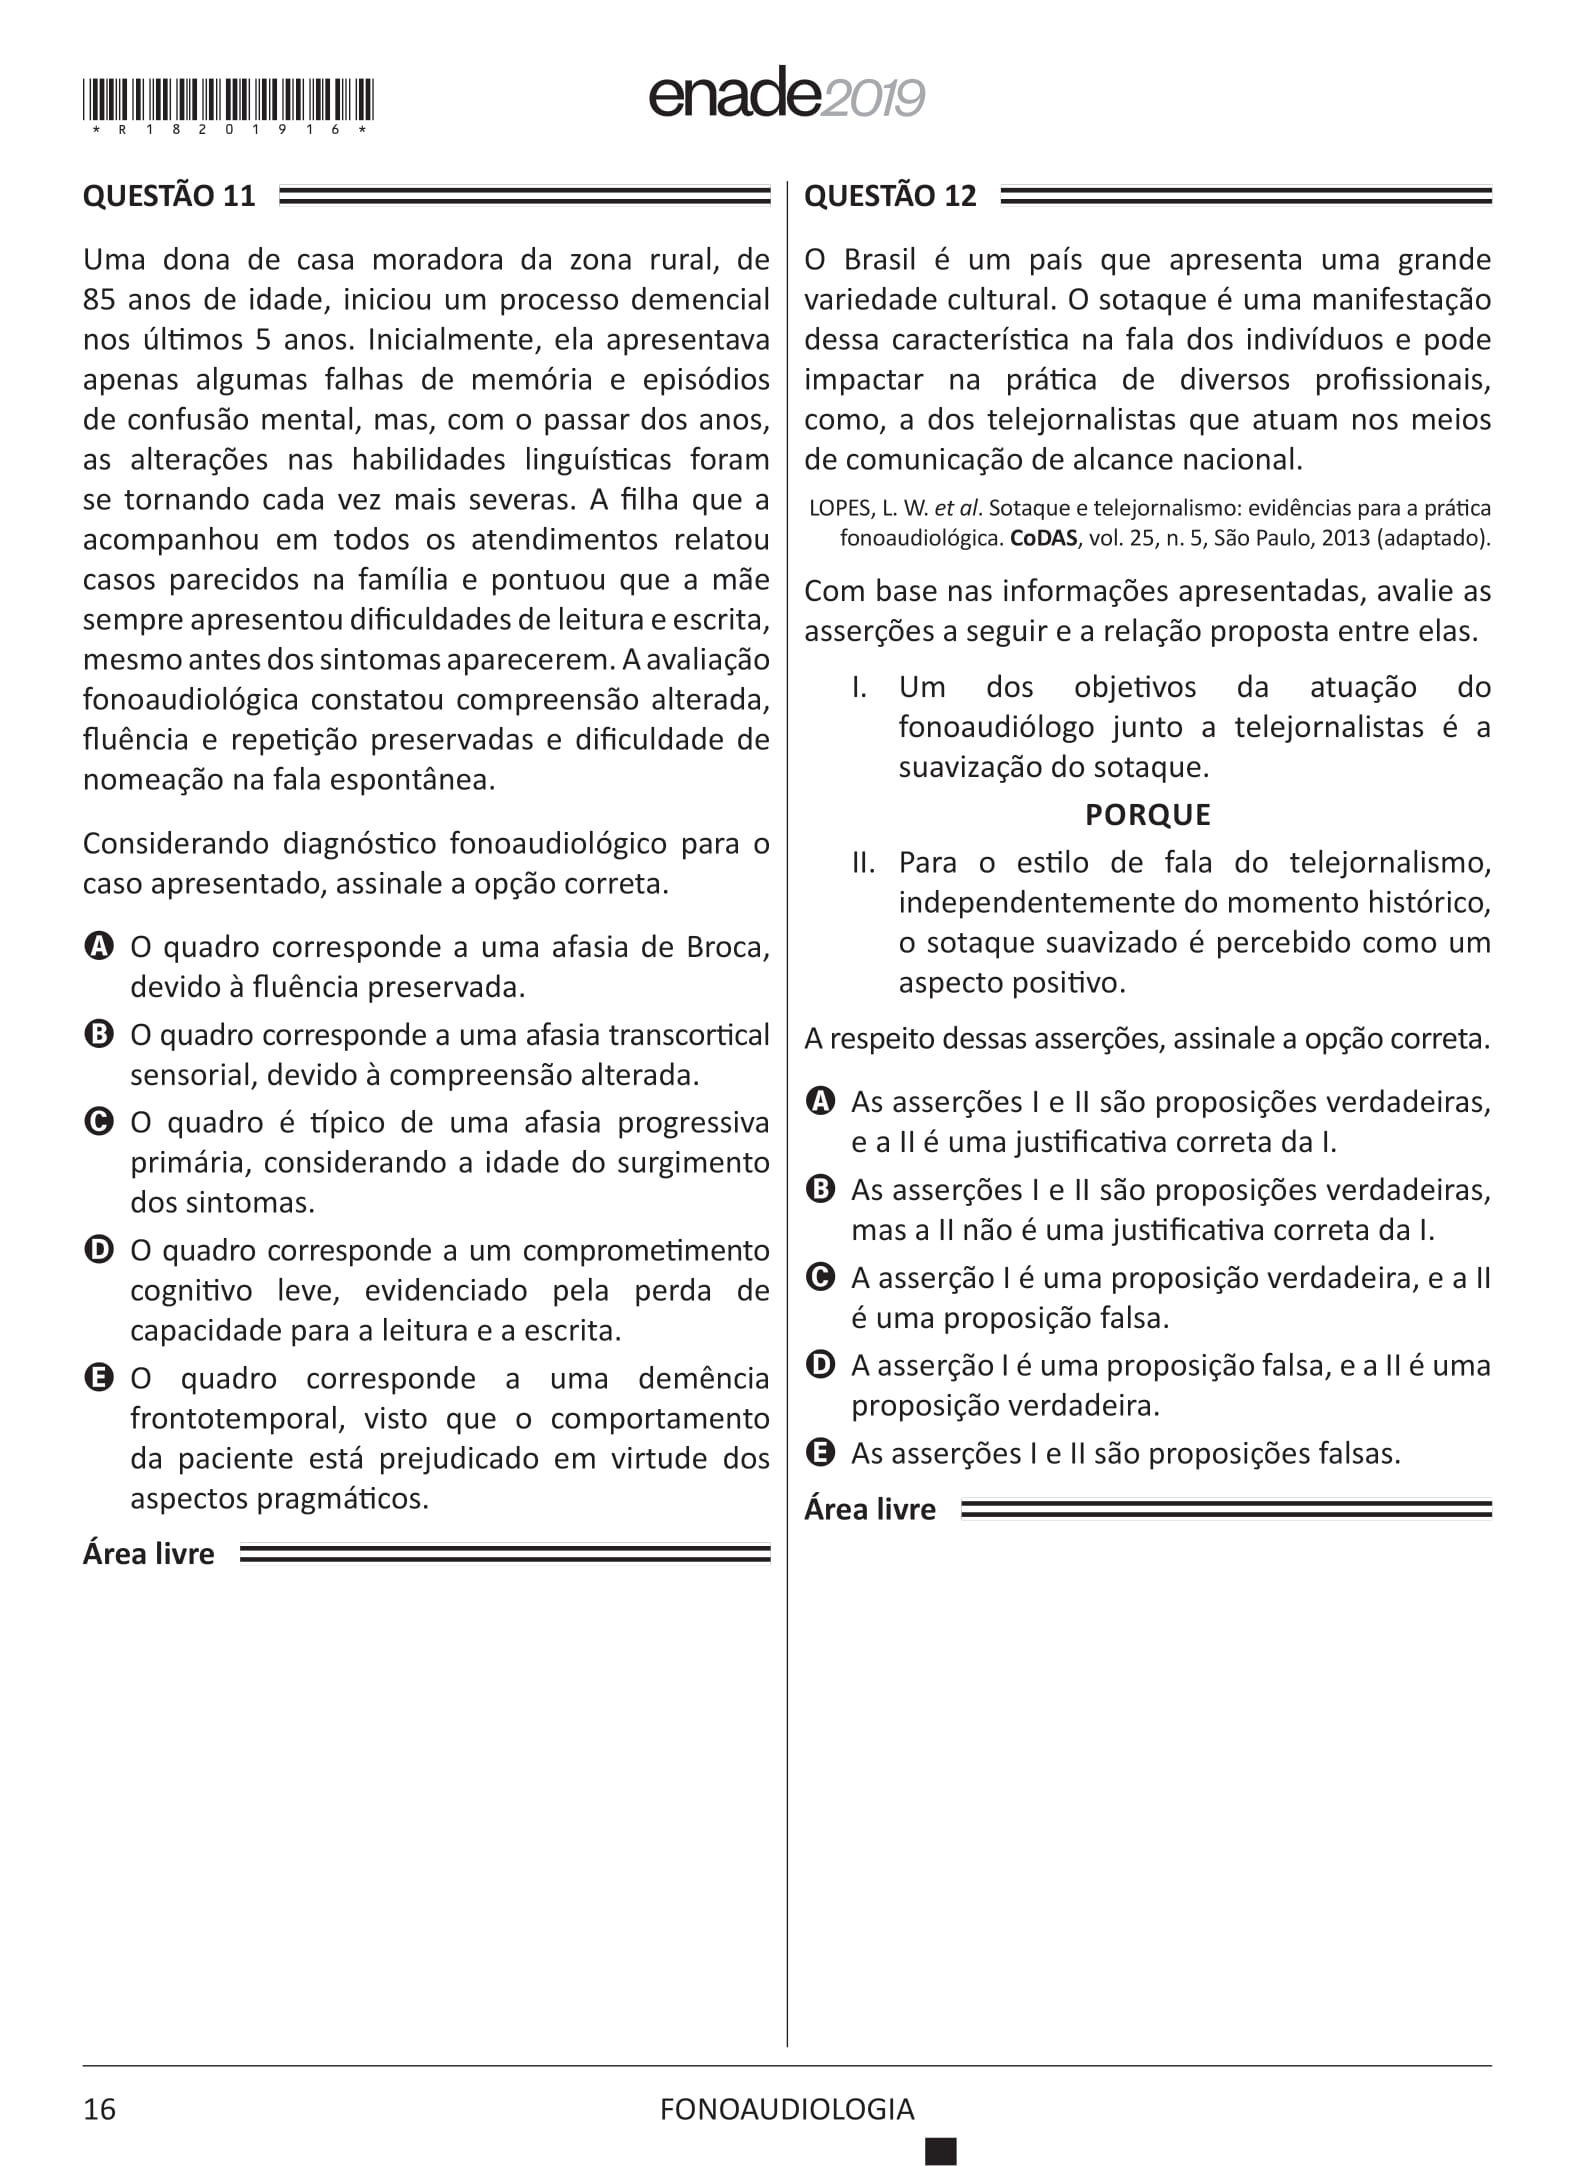 *R18201916*
enade2019
QUESTÃO 11
Uma dona de casa moradora da zona rural, de
85 anos de idade, iniciou um processo demencial
nos últimos 5 anos. Inicialmente, ela apresentava
apenas algumas falhas de memória e episódios
de confusão mental, mas, com o passar dos anos,
as alterações nas habilidades linguísticas foram
se tornando cada vez mais severas. A filha que a
acompanhou em todos os atendimentos relatou
casos parecidos na família e pontuou que a mãe
sempre apresentou dificuldades de leitura e escrita,
mesmo antes dos sintomas aparecerem. A avaliação
fonoaudiológica constatou compreensão alterada,
fluência e repetição preservadas e dificuldade de
nomeação na fala espontânea.
Considerando diagnóstico fonoaudiológico para o
caso apresentado, assinale a opção correta.
A O quadro corresponde a uma afasia de Broca,
devido à fluência preservada.
B O quadro corresponde a uma afasia transcortical
sensorial, devido à compreensão alterada.
C O quadro é típico de uma afasia progressiva
primária, considerando a idade do surgimento
dos sintomas.
D O quadro corresponde a um comprometimento
cognitivo leve, evidenciado pela perda de
capacidade para a leitura e a escrita.
E O quadro corresponde a uma demência
frontotemporal, visto que o comportamento
da paciente está prejudicado em virtude dos
aspectos pragmáticos.
Área livre
QUESTÃO 12
O Brasil é um país que apresenta uma grande
variedade cultural. O sotaque é uma manifestação
dessa característica na fala dos indivíduos e pode
impactar na prática de diversos profissionais,
como, a dos telejornalistas que atuam nos meios
de comunicação de alcance nacional.
LOPES, L. W. et al. Sotaque e telejornalismo: evidências para a prática
fonoaudiológica. CoDAS, vol. 25, n. 5, São Paulo, 2013 (adaptado).
Com base nas informações apresentadas, avalie as
asserções a seguir e a relação proposta entre elas.
I. Um dos objetivos da atuação do
fonoaudiólogo junto a telejornalistas é a
suavização do sotaque.
PORQUE
II. Para o estilo de fala do telejornalismo,
independentemente do momento histórico,
o sotaque suavizado é percebido como um
aspecto positivo.
A respeito dessas asserções, assinale a opção correta.
A As asserções I e II são proposições verdadeiras,
e a II é uma justificativa correta da I.
B As asserções I e II são proposições verdadeiras,
mas a II não é uma justificativa correta da I.
C A asserção I é uma proposição verdadeira, e a II
é uma proposição falsa.
D A asserção I é uma proposição falsa, e a II é uma
proposição verdadeira.
E As asserções I e II são proposições falsas.
Área livre
16
FONOAUDIOLOGIA